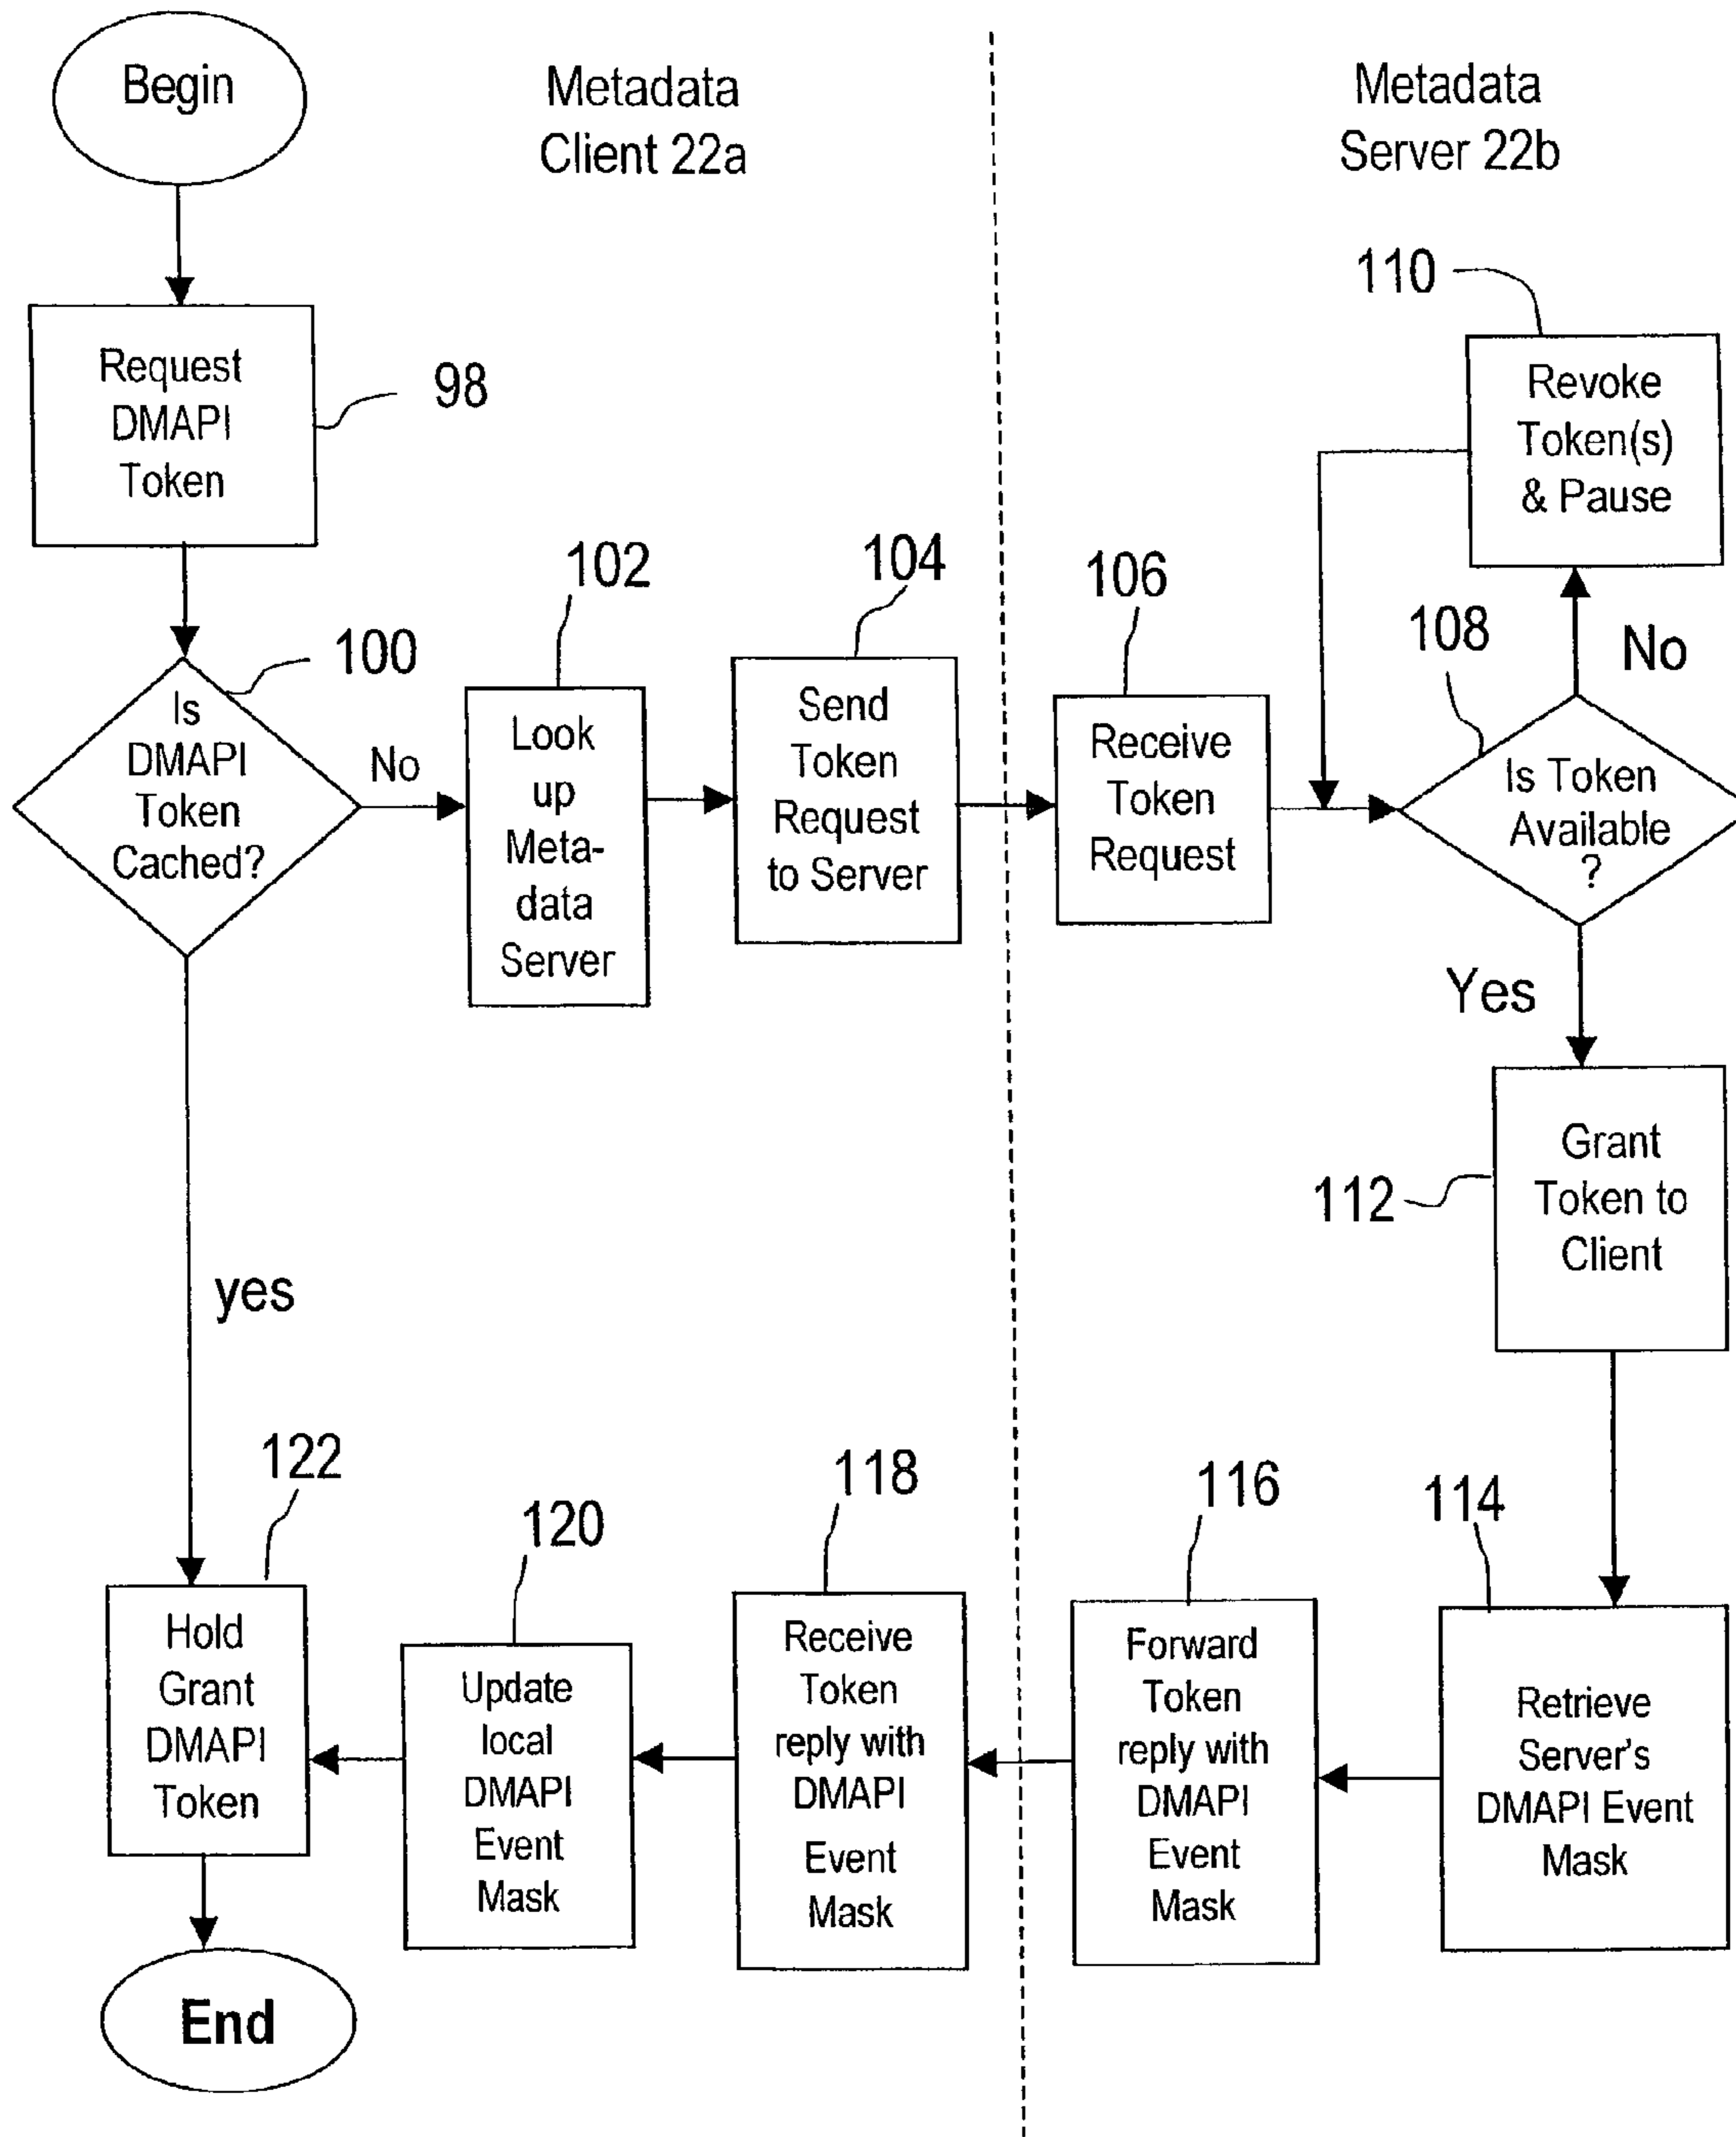 Begin
Metadata
Client 22a
Metadata
Server 22b
Request
DMAPI
Token
98
110
Revoke
Token(s)
& Pause
100
Is
DMAPI
Token
Cached?
No
102
Look
up
Meta-
data
Server
104
Send
Token
Request
to Server
106
Receive
Token
Request
108
No
Is Token
Available
?
Yes
112
Grant
Token to
Client
yes
122
Hold
Grant
DMAPI
Token
120
Update
local
DMAPI
Event
Mask
118
Receive
Token
reply with
DMAPI
Event
Mask
116
Forward
Token
reply with
DMAPI
Event
Mask
114
Retrieve
Server's
DMAPI Event
Mask
End